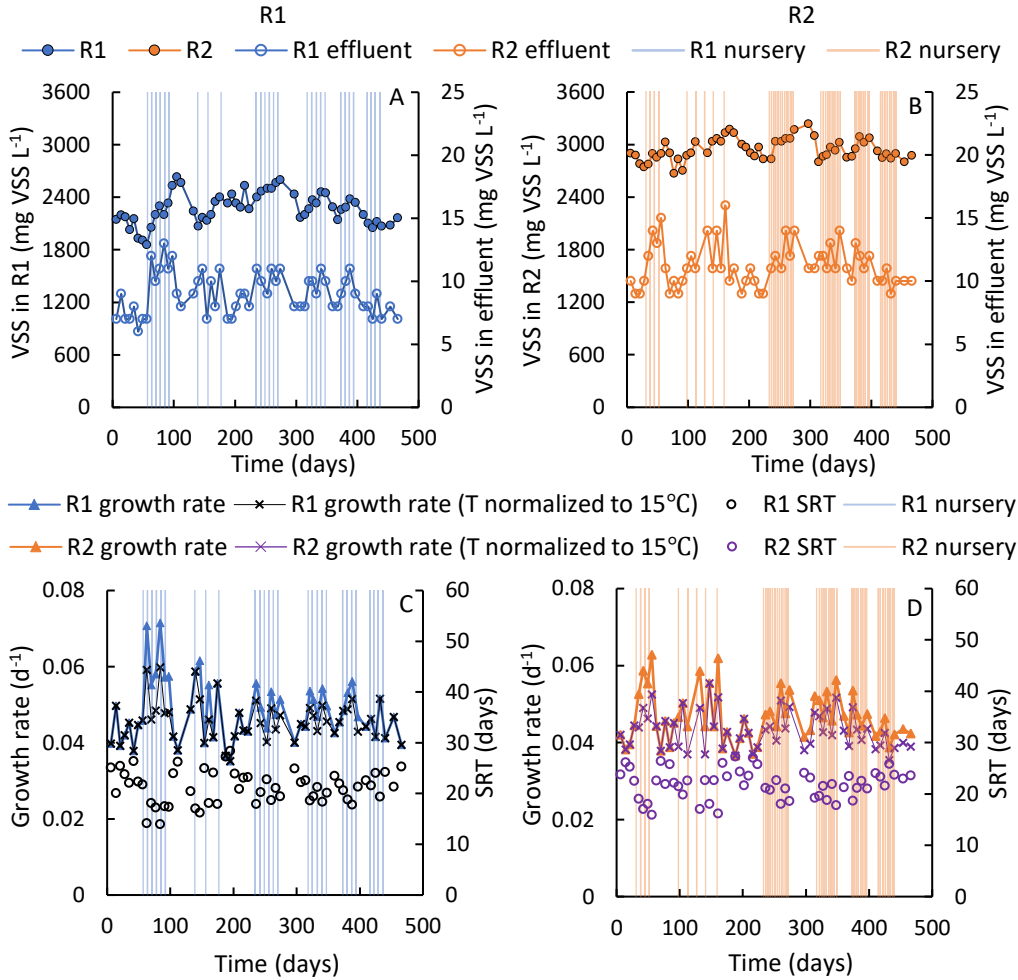 R1 R2
R1 R2 R1 effluent R2 effluent R1 nursery R2 nursery
A
VSS in R1 (mg VSS L-1)
3600
3000
2400
1800
1200
600
0
25
20
15
10
5
0
VSS in effluent (mg VSS L-1)
0 100 200 300 400 500
Time (days)
B
VSS in R2 (mg VSS L-1)
3600
3000
2400
1800
1200
600
0
25
20
15
10
5
0
VSS in effluent (mg VSS L-1)
0 100 200 300 400 500
Time (days)
R1 growth rate R1 growth rate (T normalized to 15°C) R1 SRT R1 nursery
R2 growth rate R2 growth rate (T normalized to 15°C) R2 SRT R2 nursery
C
Growth rate (d-1)
0.08
0.06
0.04
0.02
0
60
50
40
30
20
10
0
SRT (days)
0 100 200 300 400 500
Time (days)
D
Growth rate (d-1)
0.08
0.06
0.04
0.02
0
60
50
40
30
20
10
0
SRT (days)
0 100 200 300 400 500
Time (days)